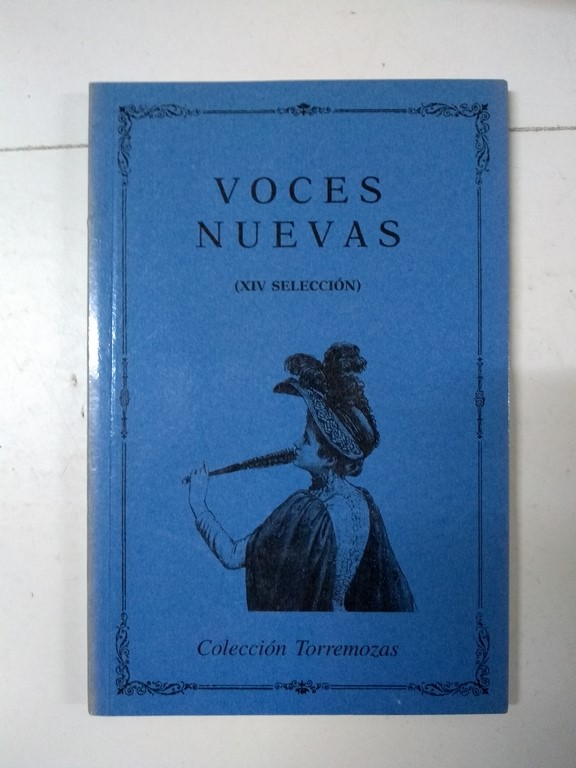 VOCES
NUEVAS
(XIV SELECCIÓN)
Colección Torremozas